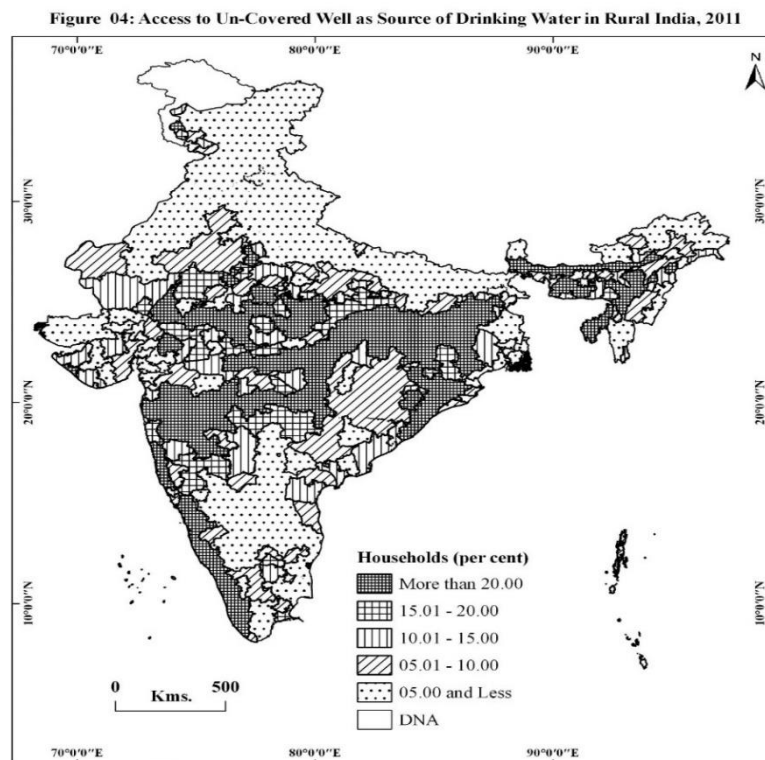 Figure 04: Access to Un-Covered Well as Source of Drinking Water in Rural India, 2011
70°0'0"E 80°0'0"E 90°0'0"E
N
30°0'0"N 30°0'0"N
20°0'0"N 20°0'0"N
10°0'0"N 10°0'0"N
Households (per cent)
More than 20.00
15.01 - 20.00
10.01 - 15.00
05.01 - 10.00
05.00 and Less
DNA
0 500
Kms.
70°0'0"E 80°0'0"E 90°0'0"E